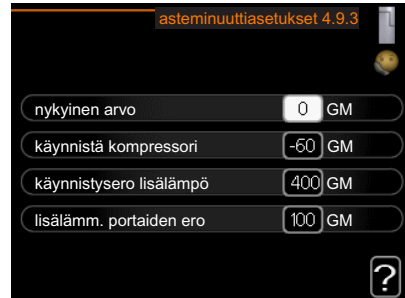 asteminuuttiasetukset 4.9.3
nykyinen arvo 0 GM
käynnistä kompressori -60 GM
käynnistysero lisälämpö 400 GM
lisälämm. portaiden ero 100 GM
?